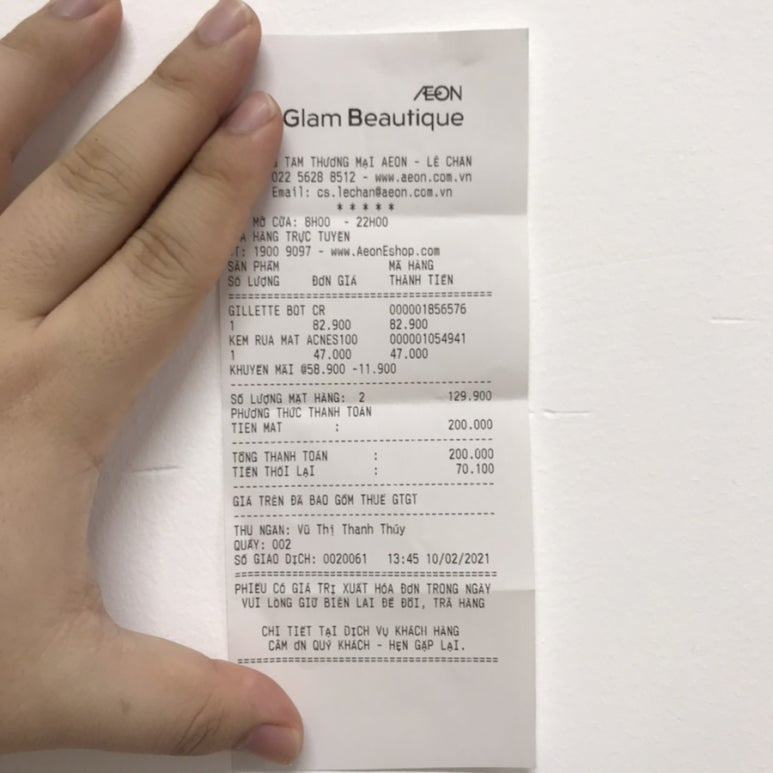 ÆON
Glam Beautique
TÂM THƯƠNG MẠI AEON - LÊ CHÂN
022 5628 8512 - www.aeon.com.vn
Email: cs.lechan@aeon.com.vn
* * * * *
MỞ CỬA: 8H00 - 22H00
HÀNG TRỰC TUYẾN
1900 9097 - www.AeonEshop.com
SẢN PHẨM MÃ HÀNG
SỐ LƯỢNG ĐƠN GIÁ THÀNH TIỀN
GILLETTE BOT CR 000001856576
1 82.900 82.900
KEM RUA MAT ACNES100 000001054941
1 47.000 47.000
KHUYẾN MÃI @58.900 -11.900
SỐ LƯỢNG MẶT HÀNG: 2 129.900
PHƯƠNG THỨC THANH TOÁN
TIỀN MẶT : 200.000
TỔNG THANH TOÁN : 200.000
TIỀN THỐI LẠI : 70.100
GIÁ TRÊN ĐÃ BAO GỒM THUẾ GTGT
THU NGÂN: Vũ Thị Thanh Thúy
QUẦY: 002
SỐ GIAO DỊCH: 0020061 13:45 10/02/2021
PHIẾU CÓ GIÁ TRỊ XUẤT HÓA ĐƠN TRONG NGÀY
VUI LÒNG GIỮ BIÊN LAI ĐỂ ĐỔI, TRẢ HÀNG
CHI TIẾT TẠI DỊCH VỤ KHÁCH HÀNG
CẢM ƠN QUÝ KHÁCH - HẸN GẶP LẠI.